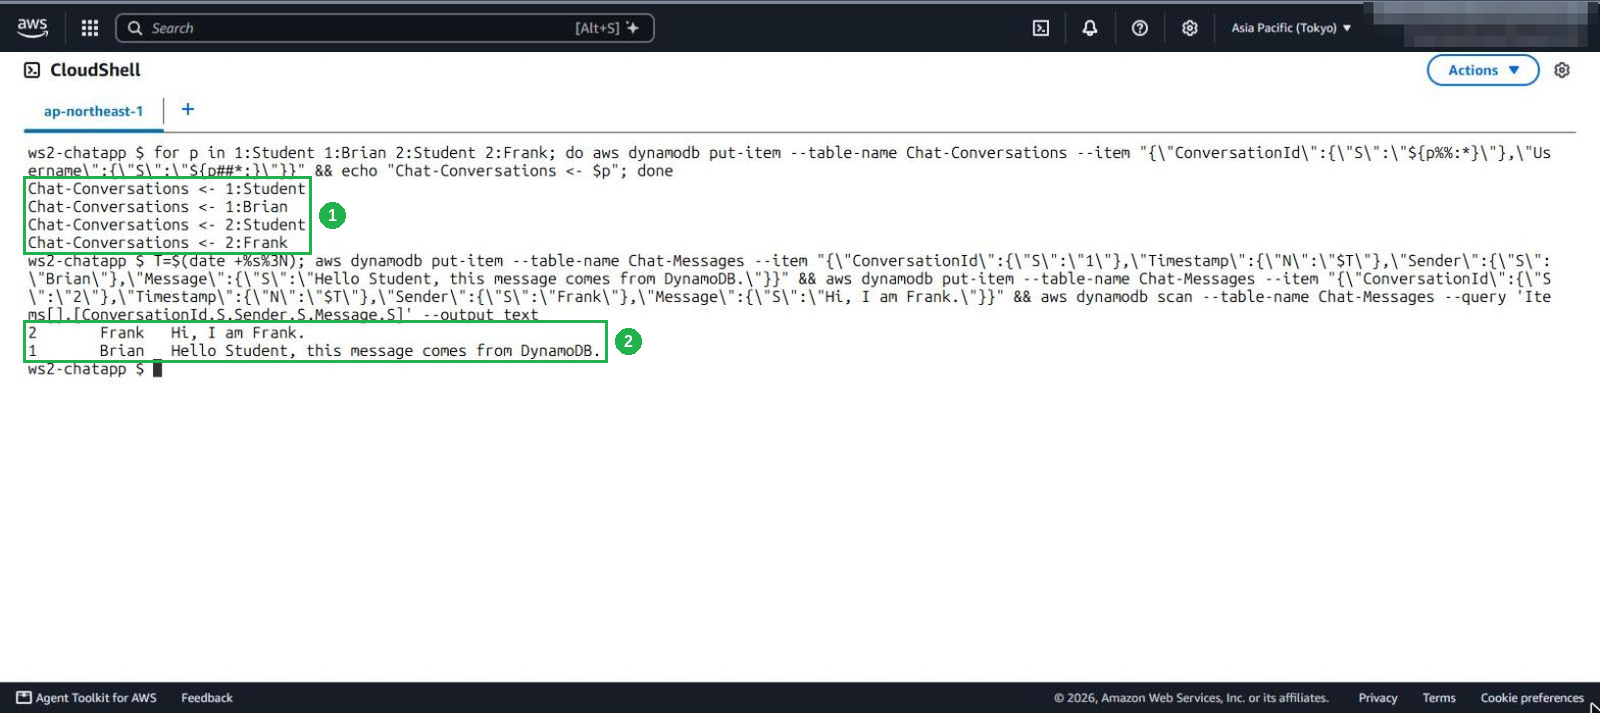 aws
Search [Alt+S]
Asia Pacific (Tokyo)
CloudShell
Actions
ap-northeast-1 +
ws2-chatapp $ for p in 1:Student 1:Brian 2:Student 2:Frank; do aws dynamodb put-item --table-name Chat-Conversations --item "{\"ConversationId\":{\"S\":\"${p%%:*}\"},\"Us
ername\":{\"S\":\"${p##*:}\"}}" && echo "Chat-Conversations <- $p"; done
Chat-Conversations <- 1:Student
Chat-Conversations <- 1:Brian
Chat-Conversations <- 2:Student
Chat-Conversations <- 2:Frank
1
ws2-chatapp $ T=$(date +%s%3N); aws dynamodb put-item --table-name Chat-Messages --item "{\"ConversationId\":{\"S\":\"1\"},\"Timestamp\":{\"N\":\"$T\"},\"Sender\":{\"S\":
\"Brian\"},\"Message\":{\"S\":\"Hello Student, this message comes from DynamoDB.\"}}" && aws dynamodb put-item --table-name Chat-Messages --item "{\"ConversationId\":{\"S
\":\"2\"},\"Timestamp\":{\"N\":\"$T\"},\"Sender\":{\"S\":\"Frank\"},\"Message\":{\"S\":\"Hi, I am Frank.\"}}" && aws dynamodb scan --table-name Chat-Messages --query 'Ite
ms[].[ConversationId.S,Sender.S,Message.S]' --output text
2 Frank Hi, I am Frank.
1 Brian Hello Student, this message comes from DynamoDB.
2
ws2-chatapp $
Agent Toolkit for AWS Feedback © 2026, Amazon Web Services, Inc. or its affiliates. Privacy Terms Cookie preferences